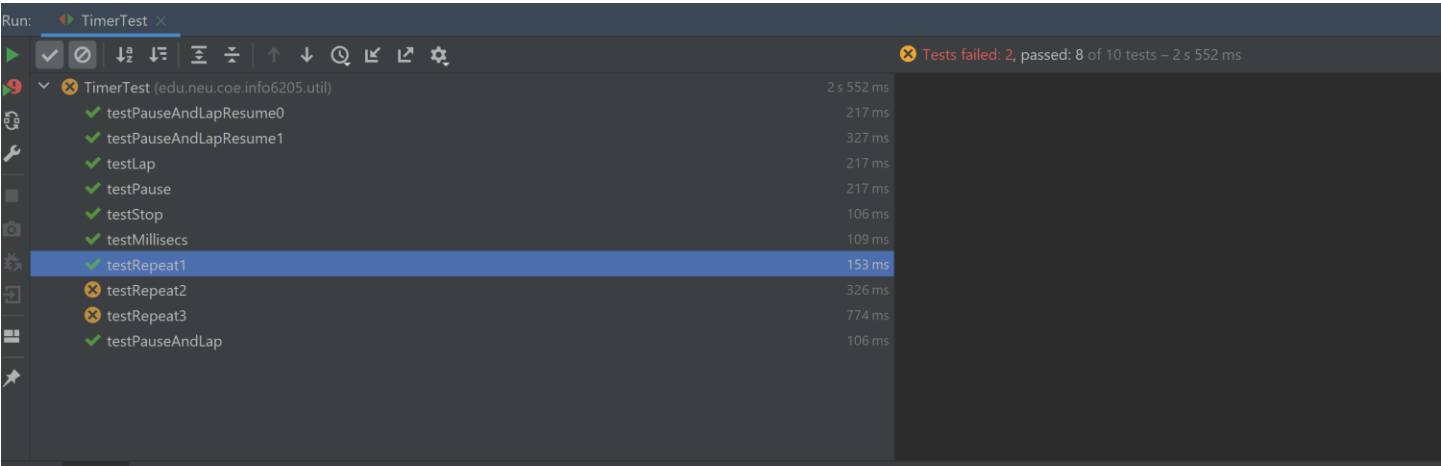 Run: TimerTest
Tests failed: 2, passed: 8 of 10 tests – 2 s 552 ms
TimerTest (edu.neu.coe.info6205.util) 2 s 552 ms
testPauseAndLapResume0 217 ms
testPauseAndLapResume1 327 ms
testLap 217 ms
testPause 217 ms
testStop 106 ms
testMillisecs 109 ms
testRepeat1 153 ms
testRepeat2 326 ms
testRepeat3 774 ms
testPauseAndLap 106 ms